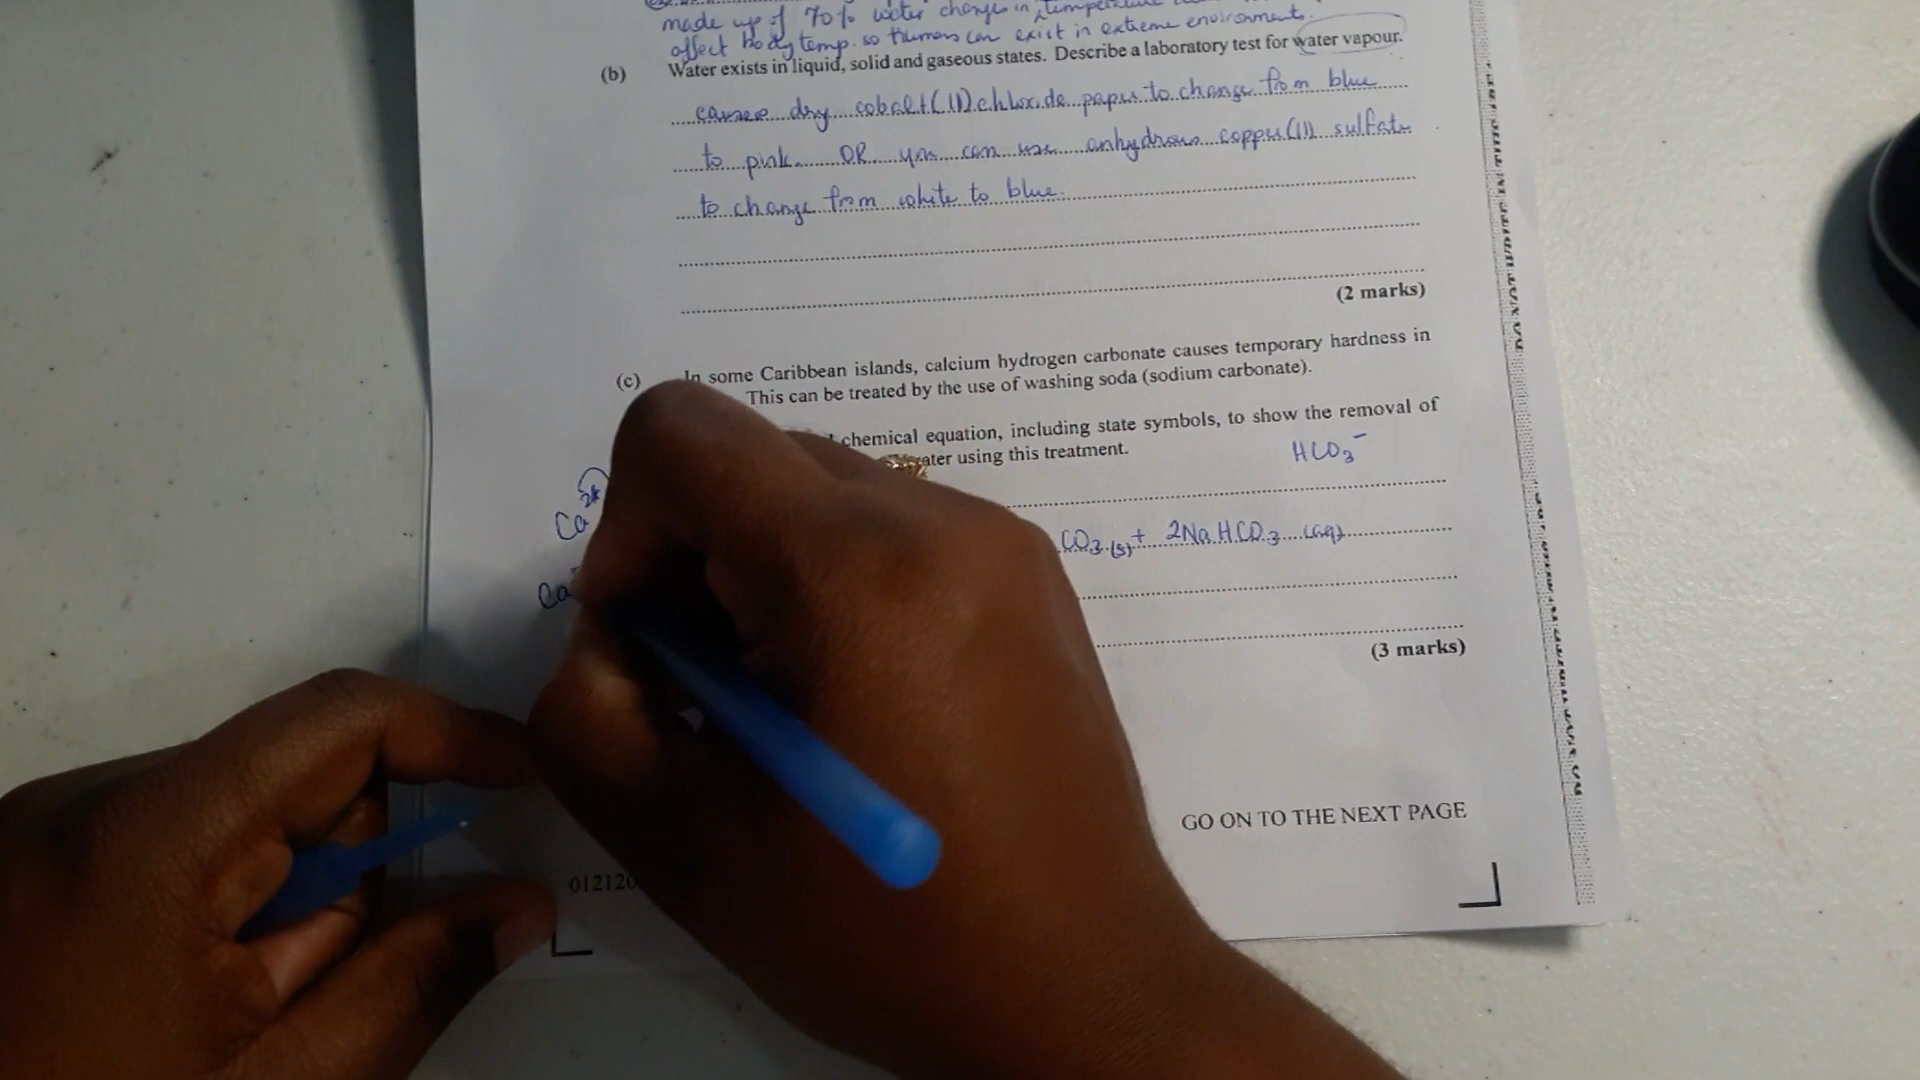 made up of 70% water changes in temperature
affect body temp. so humans can exist in extreme environments.
(b) Water exists in liquid, solid and gaseous states. Describe a laboratory test for water vapour.
causes dry cobalt(II) chloride paper to change from blue
to pink. OR you can use anhydrous copper(II) sulfate
to change from white to blue.
(2 marks)
(c) In some Caribbean islands, calcium hydrogen carbonate causes temporary hardness in
This can be treated by the use of washing soda (sodium carbonate).
chemical equation, including state symbols, to show the removal of
ater using this treatment.
HCO3-
Ca2+
CO3 (s) + 2NaHCO3 (aq)
Ca
(3 marks)
GO ON TO THE NEXT PAGE
012120